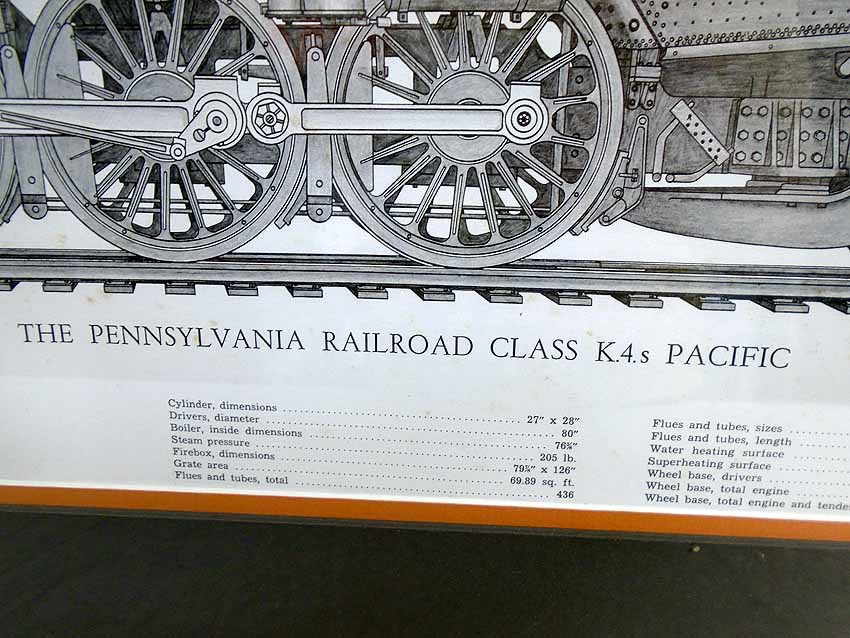 THE PENNSYLVANIA RAILROAD CLASS K.4.s PACIFIC
Cylinder, dimensions ........ 27" x 28"
Drivers, diameter ........ 80"
Boiler, inside dimensions ........ 76¾"
Steam pressure ........ 205 lb.
Firebox, dimensions ........ 79⅞" x 126"
Grate area ........ 69.89 sq. ft.
Flues and tubes, total ........ 436
Flues and tubes, sizes ........
Flues and tubes, length ........
Water heating surface ........
Superheating surface ........
Wheel base, drivers ........
Wheel base, total engine ........
Wheel base, total engine and tende